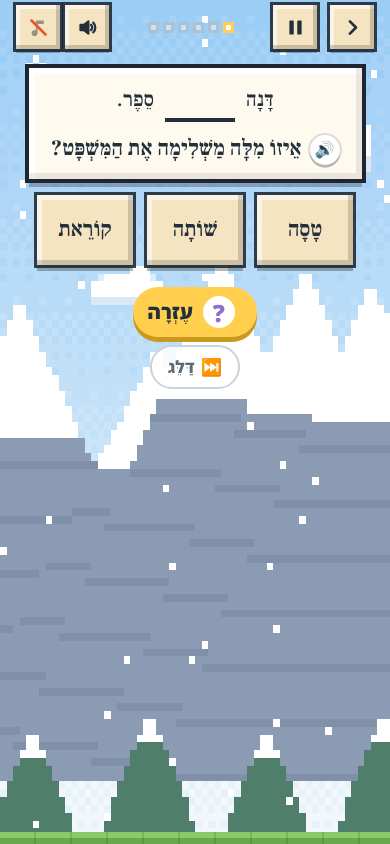 דָּנָה ______ סֵפֶר.
אֵיזוֹ מִלָּה מַשְׁלִימָה אֶת הַמִּשְׁפָּט?
טָסָה
שׁוֹתָה
קוֹרֵאת
? עֶזְרָה
דַּלֵּג